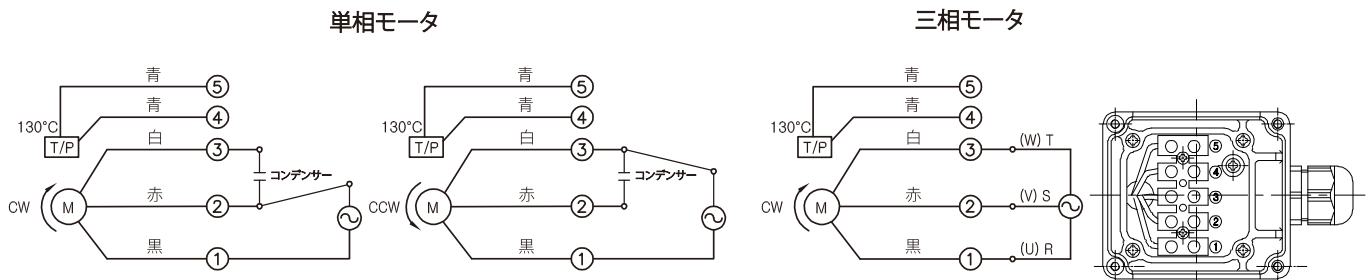 単相モータ
三相モータ
青 ⑤
青 ④
130°C
T/P
白 ③
コンデンサー
CW M 赤 ②
黒 ①
青 ⑤
青 ④
130°C
T/P
白 ③
コンデンサー
CCW M 赤 ②
黒 ①
青 ⑤
青 ④
130°C
T/P
白 ③ (W) T
CW M 赤 ② (V) S
黒 ① (U) R
⑤
④
③
②
①